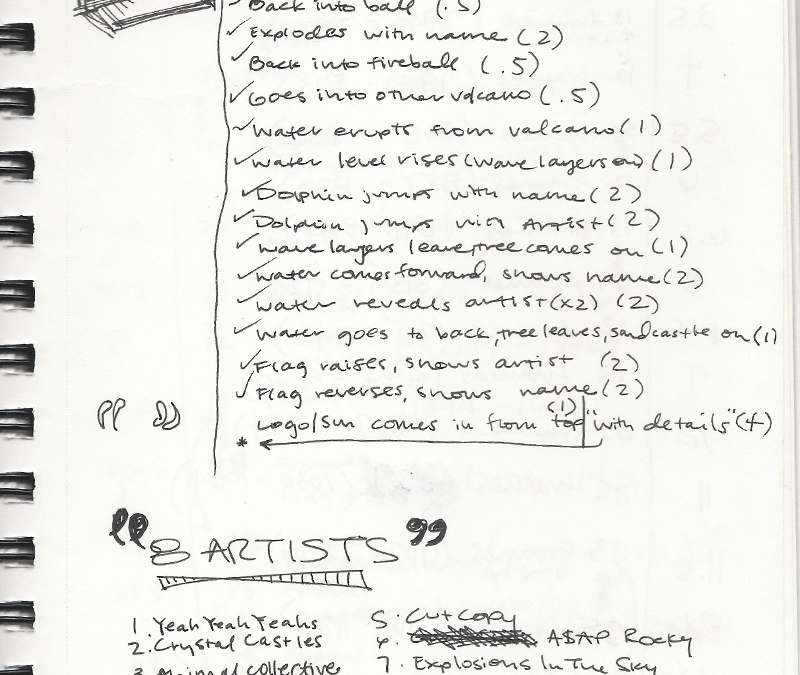 Back into ball (.5)
Explodes with name (2)
Back into fireball (.5)
Goes into other volcano (.5)
Water erupts from valcano (1)
Water level rises (wave layers on) (1)
Dolphin jumps with name (2)
Dolphin jumps with Artist (2)
Wave layers leave, tree comes on (1)
Water comes forward, shows name (2)
Water reveals artist (x2) (2)
Water goes to back, tree leaves, sandcastle on (1)
Flag raises, shows artist (2)
Flag reverses, shows name (2)
Logo/Sun comes in from top (1) "with details" (4)
*
"8 ARTISTS"
1. Yeah Yeah Yeahs
2. Crystal Castles
3. Animal Collective
5. Cut Copy
6. A$AP Rocky
7. Explosions In The Sky